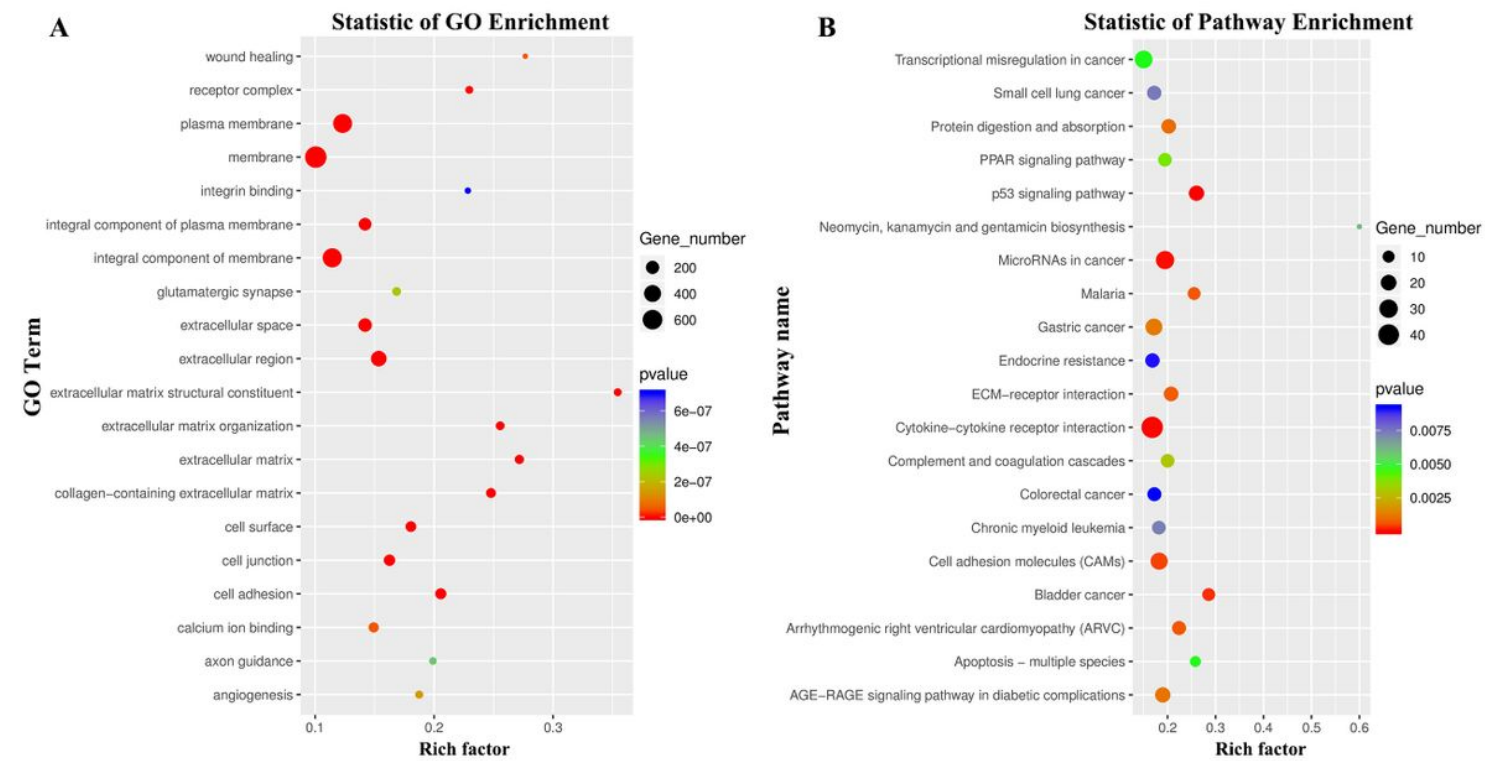 A
Statistic of GO Enrichment
wound healing
receptor complex
plasma membrane
membrane
integrin binding
integral component of plasma membrane
integral component of membrane
glutamatergic synapse
extracellular space
extracellular region
extracellular matrix structural constituent
extracellular matrix organization
extracellular matrix
collagen−containing extracellular matrix
cell surface
cell junction
cell adhesion
calcium ion binding
axon guidance
angiogenesis
GO Term
0.1 0.2 0.3
Rich factor
Gene_number
200
400
600
pvalue
6e−07
4e−07
2e−07
0e+00
B
Statistic of Pathway Enrichment
Transcriptional misregulation in cancer
Small cell lung cancer
Protein digestion and absorption
PPAR signaling pathway
p53 signaling pathway
Neomycin, kanamycin and gentamicin biosynthesis
MicroRNAs in cancer
Malaria
Gastric cancer
Endocrine resistance
ECM−receptor interaction
Cytokine−cytokine receptor interaction
Complement and coagulation cascades
Colorectal cancer
Chronic myeloid leukemia
Cell adhesion molecules (CAMs)
Bladder cancer
Arrhythmogenic right ventricular cardiomyopathy (ARVC)
Apoptosis − multiple species
AGE−RAGE signaling pathway in diabetic complications
Pathway name
0.2 0.3 0.4 0.5 0.6
Rich factor
Gene_number
10
20
30
40
pvalue
0.0075
0.0050
0.0025